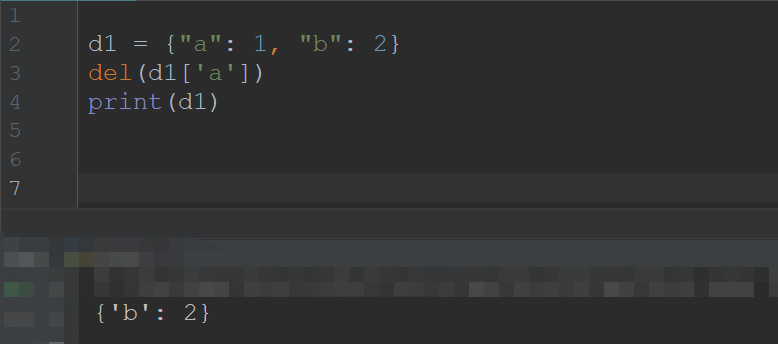 1
2 d1 = {"a": 1, "b": 2}
3 del(d1['a'])
4 print(d1)
5
6
7
{'b': 2}